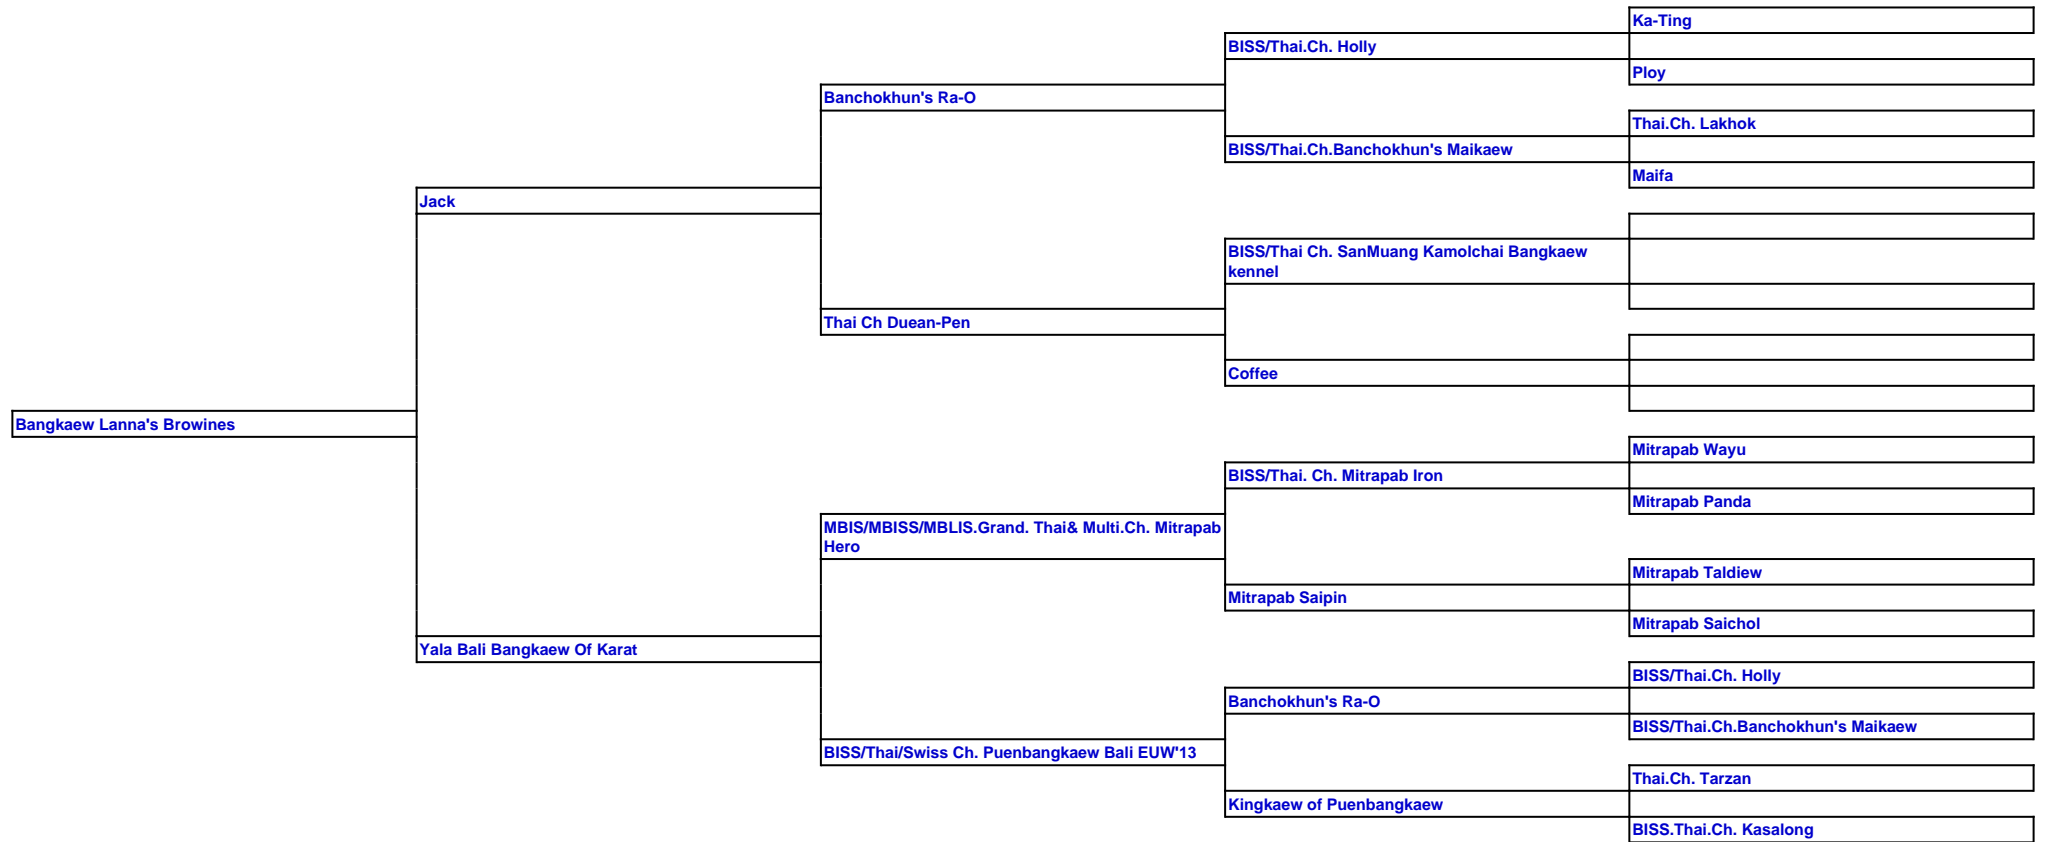 Ka-Ting
BISS/Thai.Ch. Holly
Ploy
Banchokhun's Ra-O
Thai.Ch. Lakhok
BISS/Thai.Ch.Banchokhun's Maikaew
Maifa
Jack
BISS/Thai Ch. SanMuang Kamolchai Bangkaew
kennel
Thai Ch Duean-Pen
Coffee
Bangkaew Lanna's Browines
Mitrapab Wayu
BISS/Thai. Ch. Mitrapab Iron
Mitrapab Panda
MBIS/MBISS/MBLIS.Grand. Thai& Multi.Ch. Mitrapab
Hero
Mitrapab Taldiew
Mitrapab Saipin
Mitrapab Saichol
Yala Bali Bangkaew Of Karat
BISS/Thai.Ch. Holly
Banchokhun's Ra-O
BISS/Thai.Ch.Banchokhun's Maikaew
BISS/Thai/Swiss Ch. Puenbangkaew Bali EUW'13
Thai.Ch. Tarzan
Kingkaew of Puenbangkaew
BISS.Thai.Ch. Kasalong